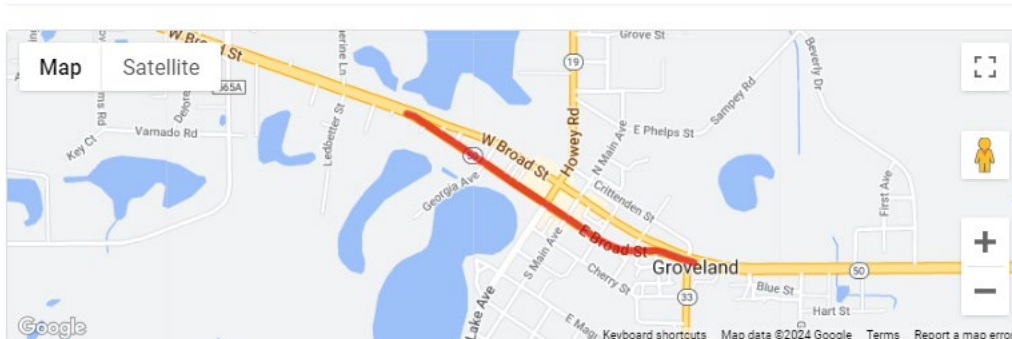 Map
Satellite
W Broad St
Grove St
Beverly Dr
19
565A
Sampey Rd
Varnado Rd
Key Ct
Ledbetter St
E Phelps St
N Main Ave
W Broad St
Howey Rd
50
Georgia Ave
Crittenden St
First Ave
E Broad St
S Main Ave
Groveland
50
Cherry St
Blue St
33
Hart St
Lake Ave
Google
Keyboard shortcuts
Map data ©2024 Google
Terms
Report a map error